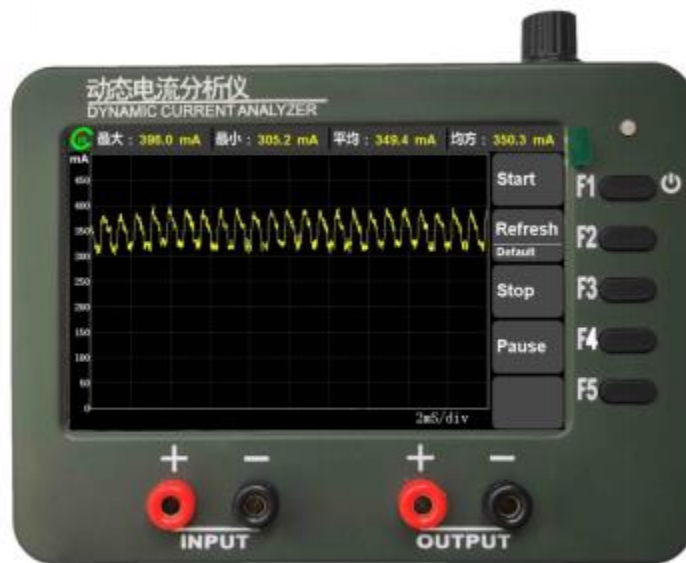 动态电流分析仪
DYNAMIC CURRENT ANALYZER
最大 : 396.0 mA 最小 : 305.2 mA 平均 : 349.4 mA 均方 : 350.3 mA
mA
450
400
350
300
250
200
150
100
50
0
2mS/div
Start
Refresh
Default
Stop
Pause
F1
F2
F3
F4
F5
+ − + −
INPUT OUTPUT